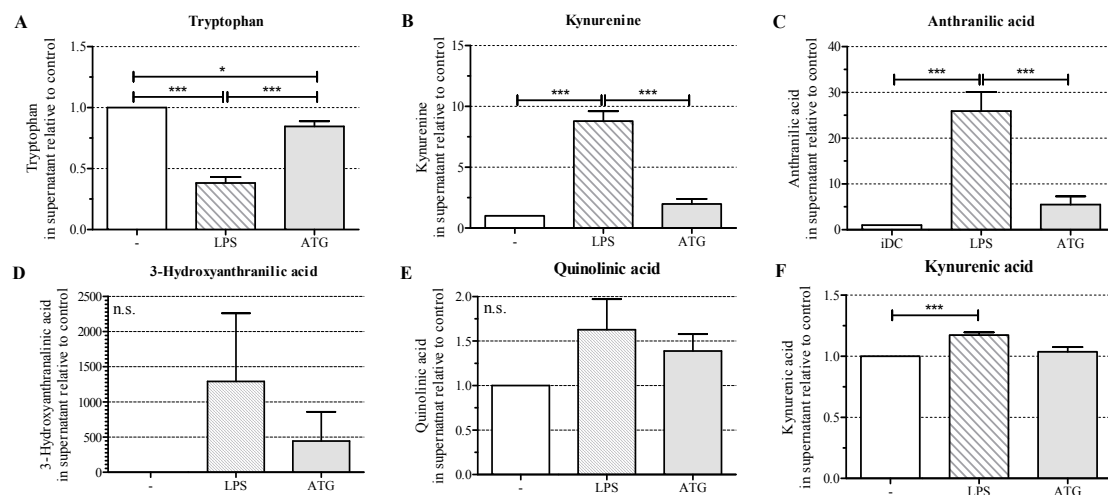 A
Tryptophan
Tryptophan
in supernatant relative to control
1.5
1.0
0.5
0.0
*
***
***
-
LPS
ATG
B
Kynurenine
Kynurenine
in supernatant relative to control
15
10
5
0
***
***
-
LPS
ATG
C
Anthranilic acid
Anthranilic acid
in supernatant relative to control
40
30
20
10
5
0
***
***
iDC
LPS
ATG
D
3-Hydroxyanthranilic acid
3-Hydroxyanthranalinic acid
in supernatant relative to control
2500
2000
1500
1000
500
0
n.s.
-
LPS
ATG
E
Quinolinic acid
Quinolinic acid
in supernatnat relative to control
2.0
1.5
1.0
0.5
0.0
n.s.
-
LPS
ATG
F
Kynurenic acid
Kynurenic acid
in supernatant relative to control
1.5
1.0
0.5
0.0
***
-
LPS
ATG